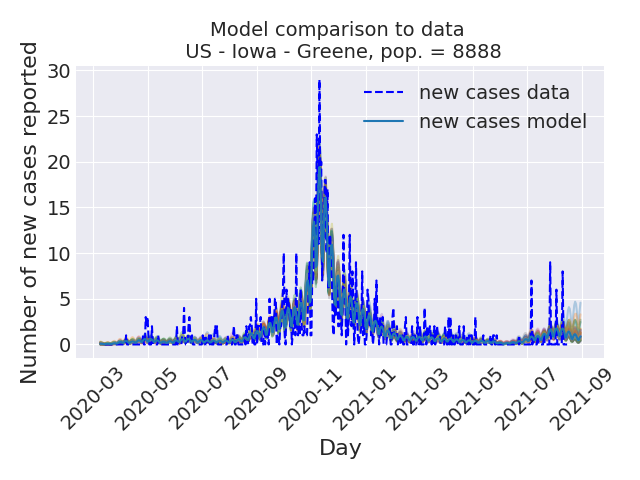 Model comparison to data
US - Iowa - Greene, pop. = 8888
Number of new cases reported
30
25
20
15
10
5
0
new cases data
new cases model
2020-03
2020-05
2020-07
2020-09
2020-11
2021-01
2021-03
2021-05
2021-07
2021-09
Day